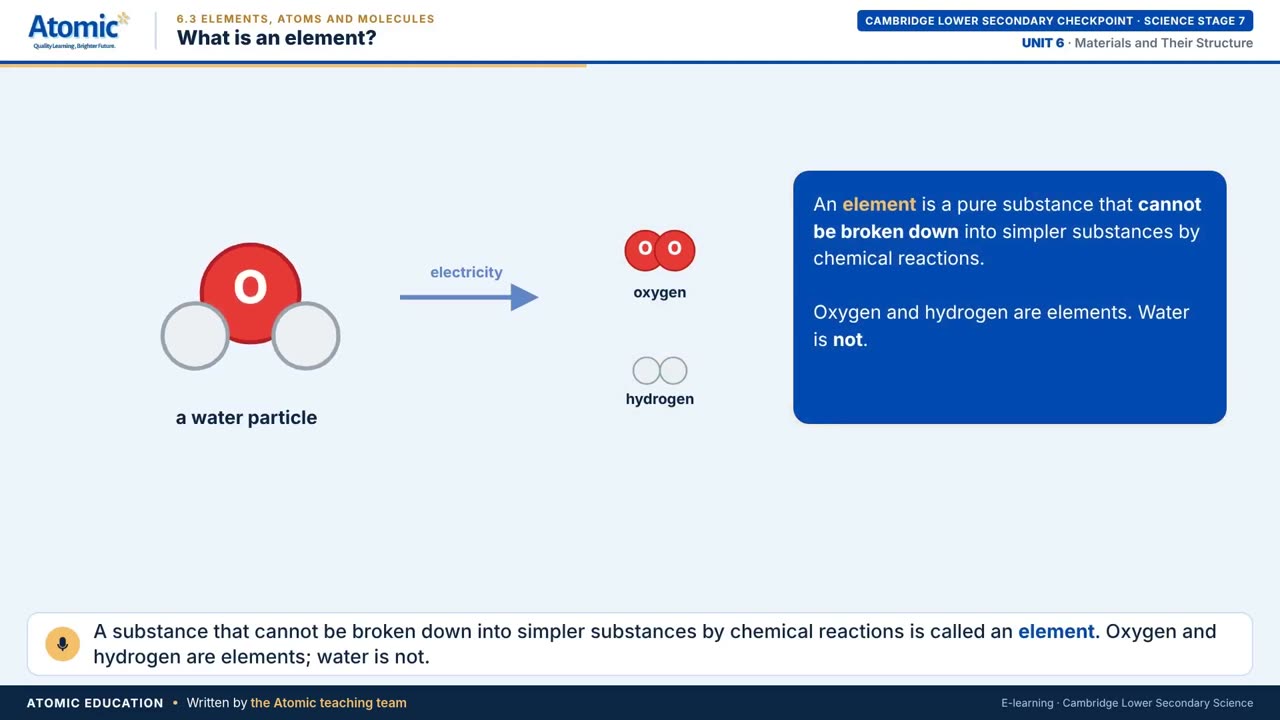 Atomic
Quality Learning, Brighter Future.
6.3 ELEMENTS, ATOMS AND MOLECULES
What is an element?
CAMBRIDGE LOWER SECONDARY CHECKPOINT · SCIENCE STAGE 7
UNIT 6 · Materials and Their Structure
O
a water particle
electricity
O O
oxygen
hydrogen
An element is a pure substance that cannot
be broken down into simpler substances by
chemical reactions.
Oxygen and hydrogen are elements. Water
is not.
A substance that cannot be broken down into simpler substances by chemical reactions is called an element. Oxygen and
hydrogen are elements; water is not.
ATOMIC EDUCATION • Written by the Atomic teaching team
E-learning · Cambridge Lower Secondary Science